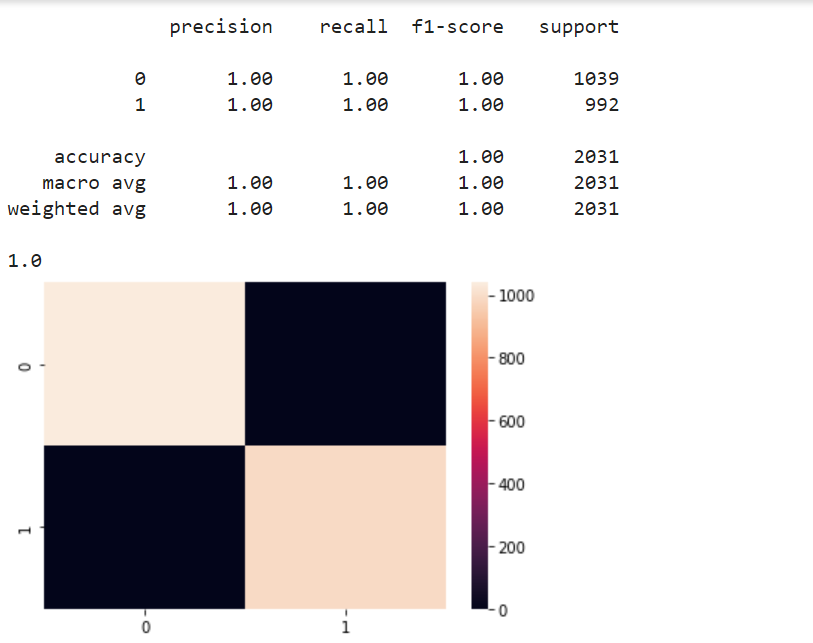 precision recall f1-score support
0 1.00 1.00 1.00 1039
1 1.00 1.00 1.00 992
accuracy 1.00 2031
macro avg 1.00 1.00 1.00 2031
weighted avg 1.00 1.00 1.00 2031
1.0
0
1
0 1
1000
800
600
400
200
0